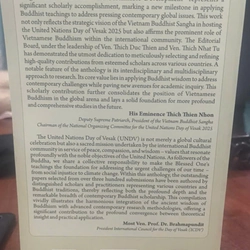 significant scholarly accomplishment, marking a new milestone in applying
Buddhist teachings to address pressing contemporary global issues. This work
not only reflects the strategic vision of the Vietnam Buddhist Sangha in hosting
the United Nations Day of Vesak 2025 but also affirms the prominent role of
Vietnamese Buddhism within the international community. The Editorial
Board, under the leadership of Ven. Thich Duc Thien and Ven. Thich Nhat Tu
has demonstrated the utmost dedication to meticulously selecting and refining
high-quality contributions from esteemed scholars across various countries. A
notable feature of the anthology is its interdisciplinary and multidisciplinary
approach to research. Its core value lies in applying Buddhist wisdom to address
contemporary challenges while paving new avenues for academic inquiry. This
scholarly contribution further consolidates the position of Vietnamese
Buddhism in the global arena and lays a solid foundation for more profound
and comprehensive studies in the future.
His Eminence Thich Thien Nhon
Deputy Supreme Patriarch, President of the Vietnam Buddhist Sangha
Chairman of the National Organizing Committee for the United Nations Day of Vesak 2025
The United Nations Day of Vesak (UNDV) is not merely a global cultural
celebration but also a sacred mission undertaken by the international Buddhist
community in service of peace, compassion, and wisdom - values that resonate
profoundly with the noble objectives of the United Nations. As followers of the
Buddha, we share a collective responsibility to make the Blessed One's
teachings the foundation for addressing the urgent challenges of our time -
from social injustice to climate change. Within this anthology, the outstanding
papers selected from over three hundred submissions have been authored by
distinguished scholars and practitioners representing various countries and
Buddhist traditions, thereby reflecting both the profound depth and the
remarkable breadth of contemporary Buddhist scholarship. This compilation
vividly illustrates the harmonious integration of the ancient wisdom of
Buddhism with advanced contemporary research methodologies, offering
significant contribution to the profound convergence between theoretical
insight and practical application.
Most Ven. Prof. Dr. Brahmapundit
President International Council for the Day of Vesak (ICDV)